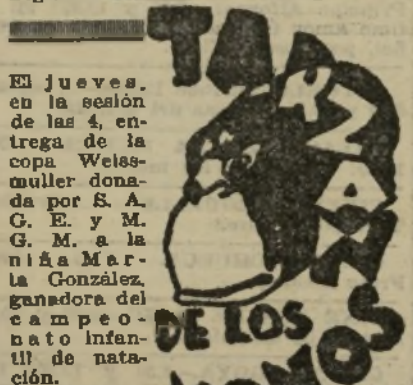 El jueves,
en la sesión
de las 4, en-
trega de la
copa Weiss-
muller dona-
da por S. A.
G. E. y M.
G. M. a la
niña Mar-
ta González,
ganadora del
campeo-
nato infan-
til de nata-
ción.
TARZAN
DE LOS
MONOS